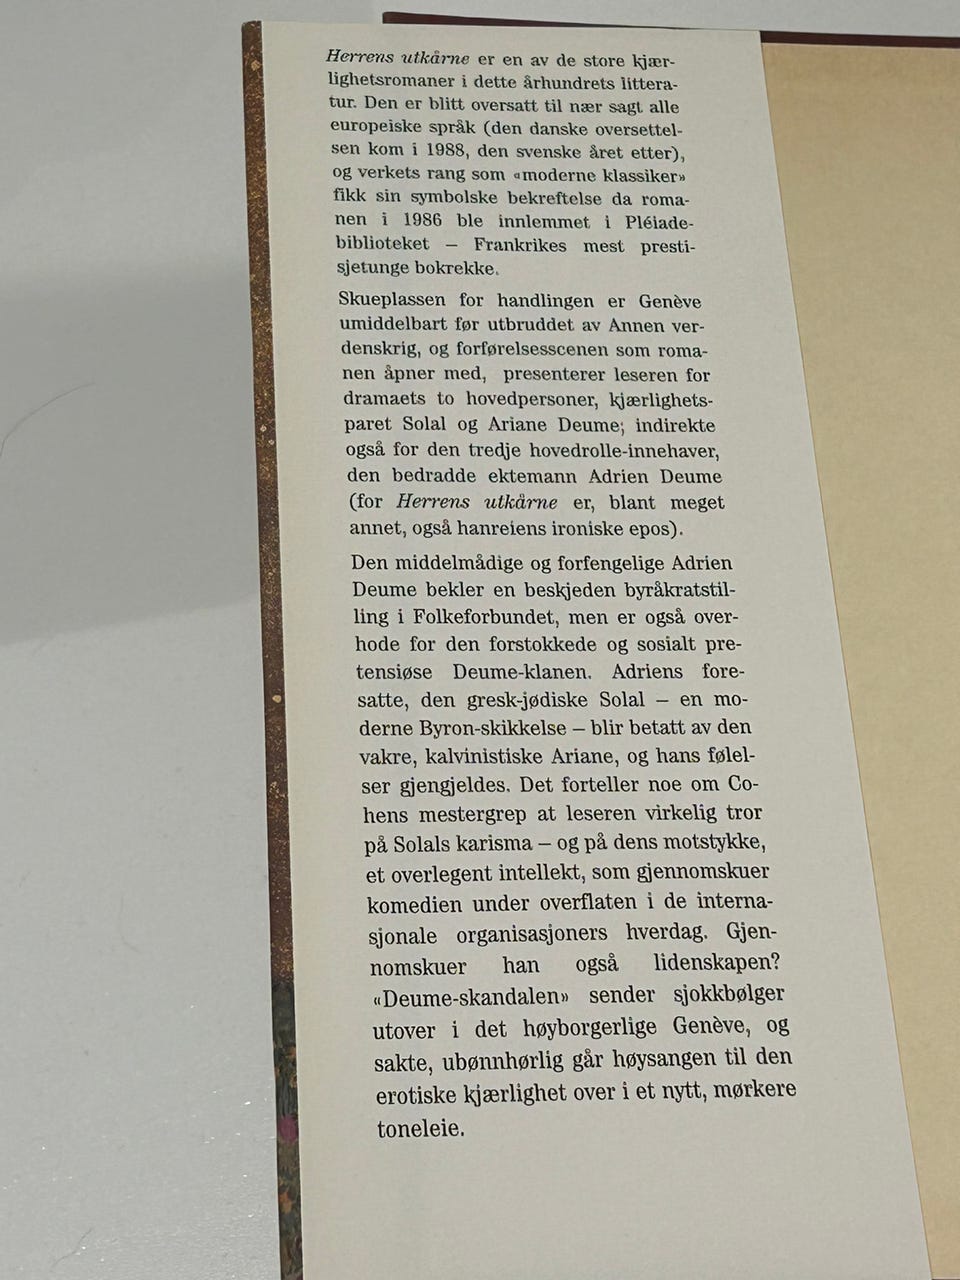 Herrens utkårne er en av de store kjær-
lighetsromaner i dette århundrets littera-
tur. Den er blitt oversatt til nær sagt alle
europeiske språk (den danske oversettel-
sen kom i 1988, den svenske året etter),
og verkets rang som «moderne klassiker»
fikk sin symbolske bekreftelse da roma-
nen i 1986 ble innlemmet i Pléiade-
biblioteket – Frankrikes mest presti-
sjetunge bokrekke.
Skueplassen for handlingen er Genève
umiddelbart før utbruddet av Annen ver-
denskrig, og forførelsesscenen som roma-
nen åpner med, presenterer leseren for
dramaets to hovedpersoner, kjærlighets-
paret Solal og Ariane Deume; indirekte
også for den tredje hovedrolle-innehaver,
den bedradde ektemann Adrien Deume
(for Herrens utkårne er, blant meget
annet, også hanreiens ironiske epos).
Den middelmådige og forfengelige Adrien
Deume bekler en beskjeden byråkratstil-
ling i Folkeforbundet, men er også over-
hode for den forstokkede og sosialt pre-
tensiøse Deume-klanen. Adriens fore-
satte, den gresk-jødiske Solal – en mo-
derne Byron-skikkelse – blir betatt av den
vakre, kalvinistiske Ariane, og hans følel-
ser gjengjeldes. Det forteller noe om Co-
hens mestergrep at leseren virkelig tror
på Solals karisma – og på dens motstykke,
et overlegent intellekt, som gjennomskuer
komedien under overflaten i de interna-
sjonale organisasjoners hverdag. Gjen-
nomskuer han også lidenskapen?
«Deume-skandalen» sender sjokkbølger
utover i det høyborgerlige Genève, og
sakte, ubønnhørlig går høysangen til den
erotiske kjærlighet over i et nytt, mørkere
toneleie.